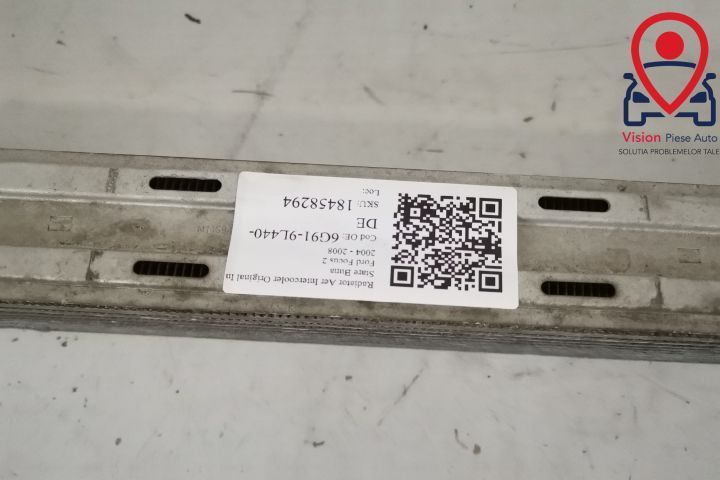 Vision Piese Auto
SOLUTIA PROBLEMELOR TALE
Radiator Aer Intercooler Original In
Stare Buna
Ford Focus 2
2004 - 2008
Cod OE: 6G91-9L440-
DE
SKU: 18458294
Loc: